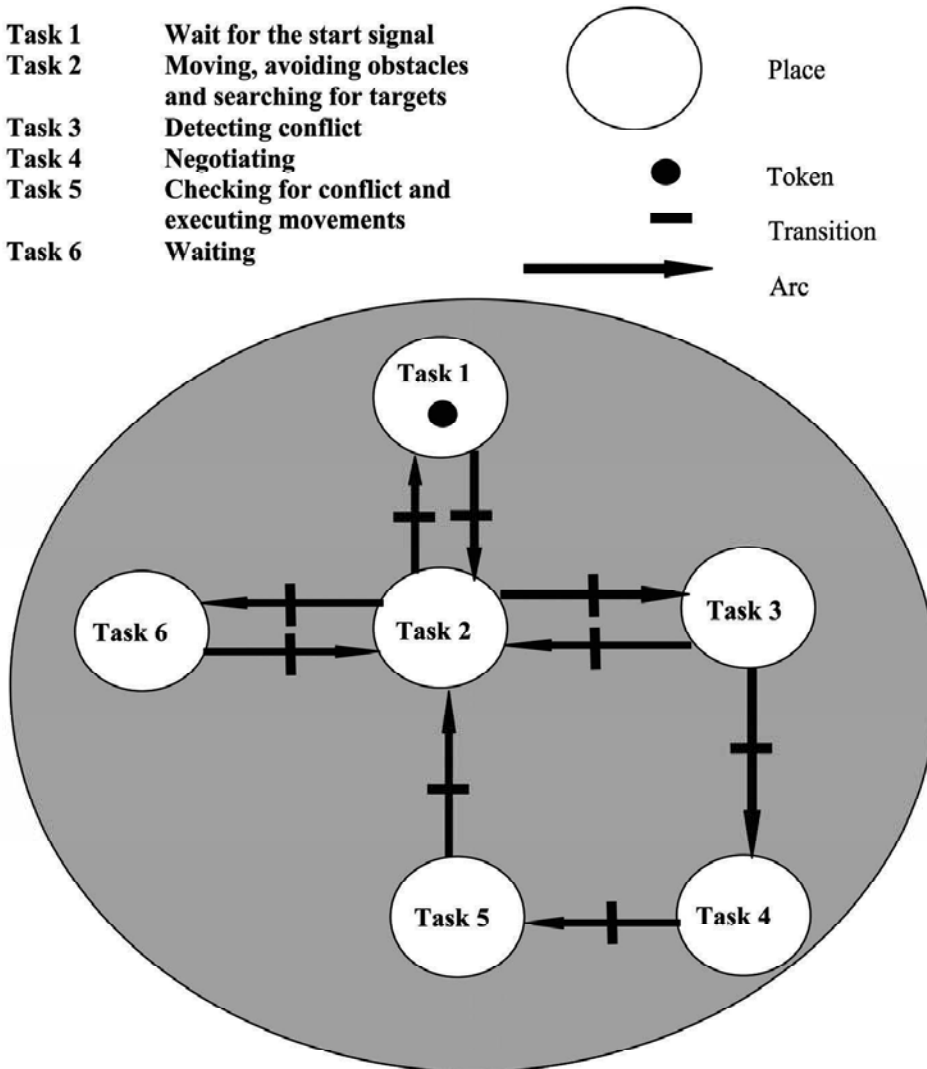 Task 1 Wait for the start signal
Task 2 Moving, avoiding obstacles
and searching for targets
Task 3 Detecting conflict
Task 4 Negotiating
Task 5 Checking for conflict and
executing movements
Task 6 Waiting
Place
Token
Transition
Arc
Task 1
Task 6
Task 2
Task 3
Task 5
Task 4